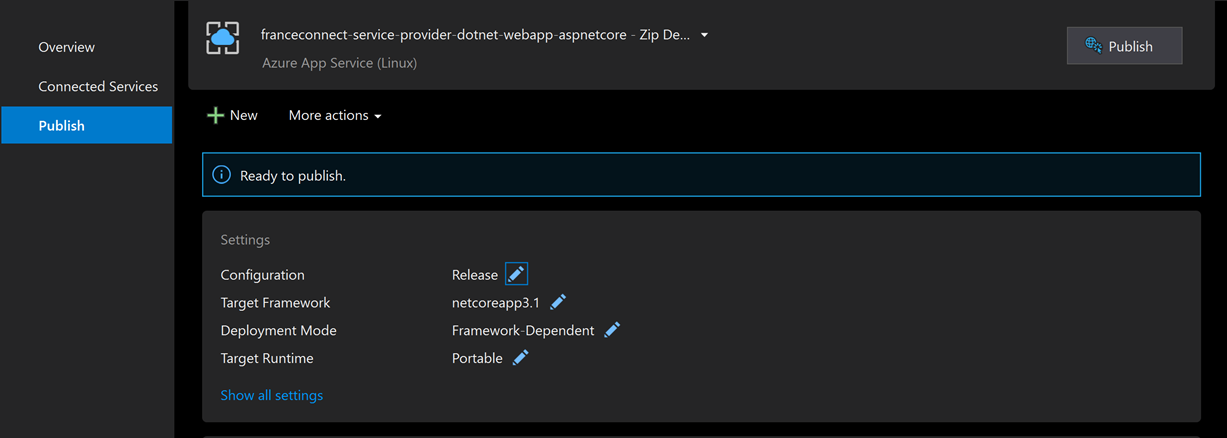 Overview
Connected Services
Publish
franceconnect-service-provider-dotnet-webapp-aspnetcore - Zip De...
Azure App Service (Linux)
Publish
New
More actions
Ready to publish.
Settings
Configuration Release
Target Framework netcoreapp3.1
Deployment Mode Framework-Dependent
Target Runtime Portable
Show all settings